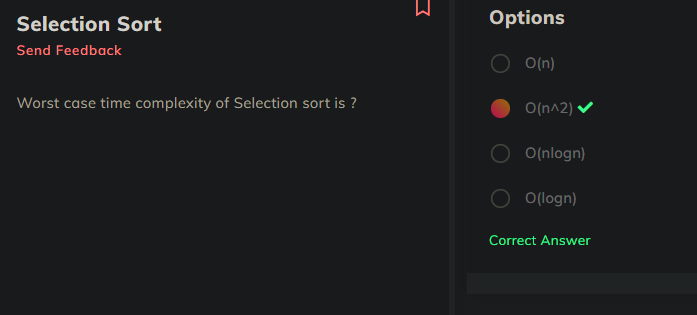 Selection Sort
Send Feedback
Worst case time complexity of Selection sort is ?
Options
O(n)
O(n^2)
O(nlogn)
O(logn)
Correct Answer